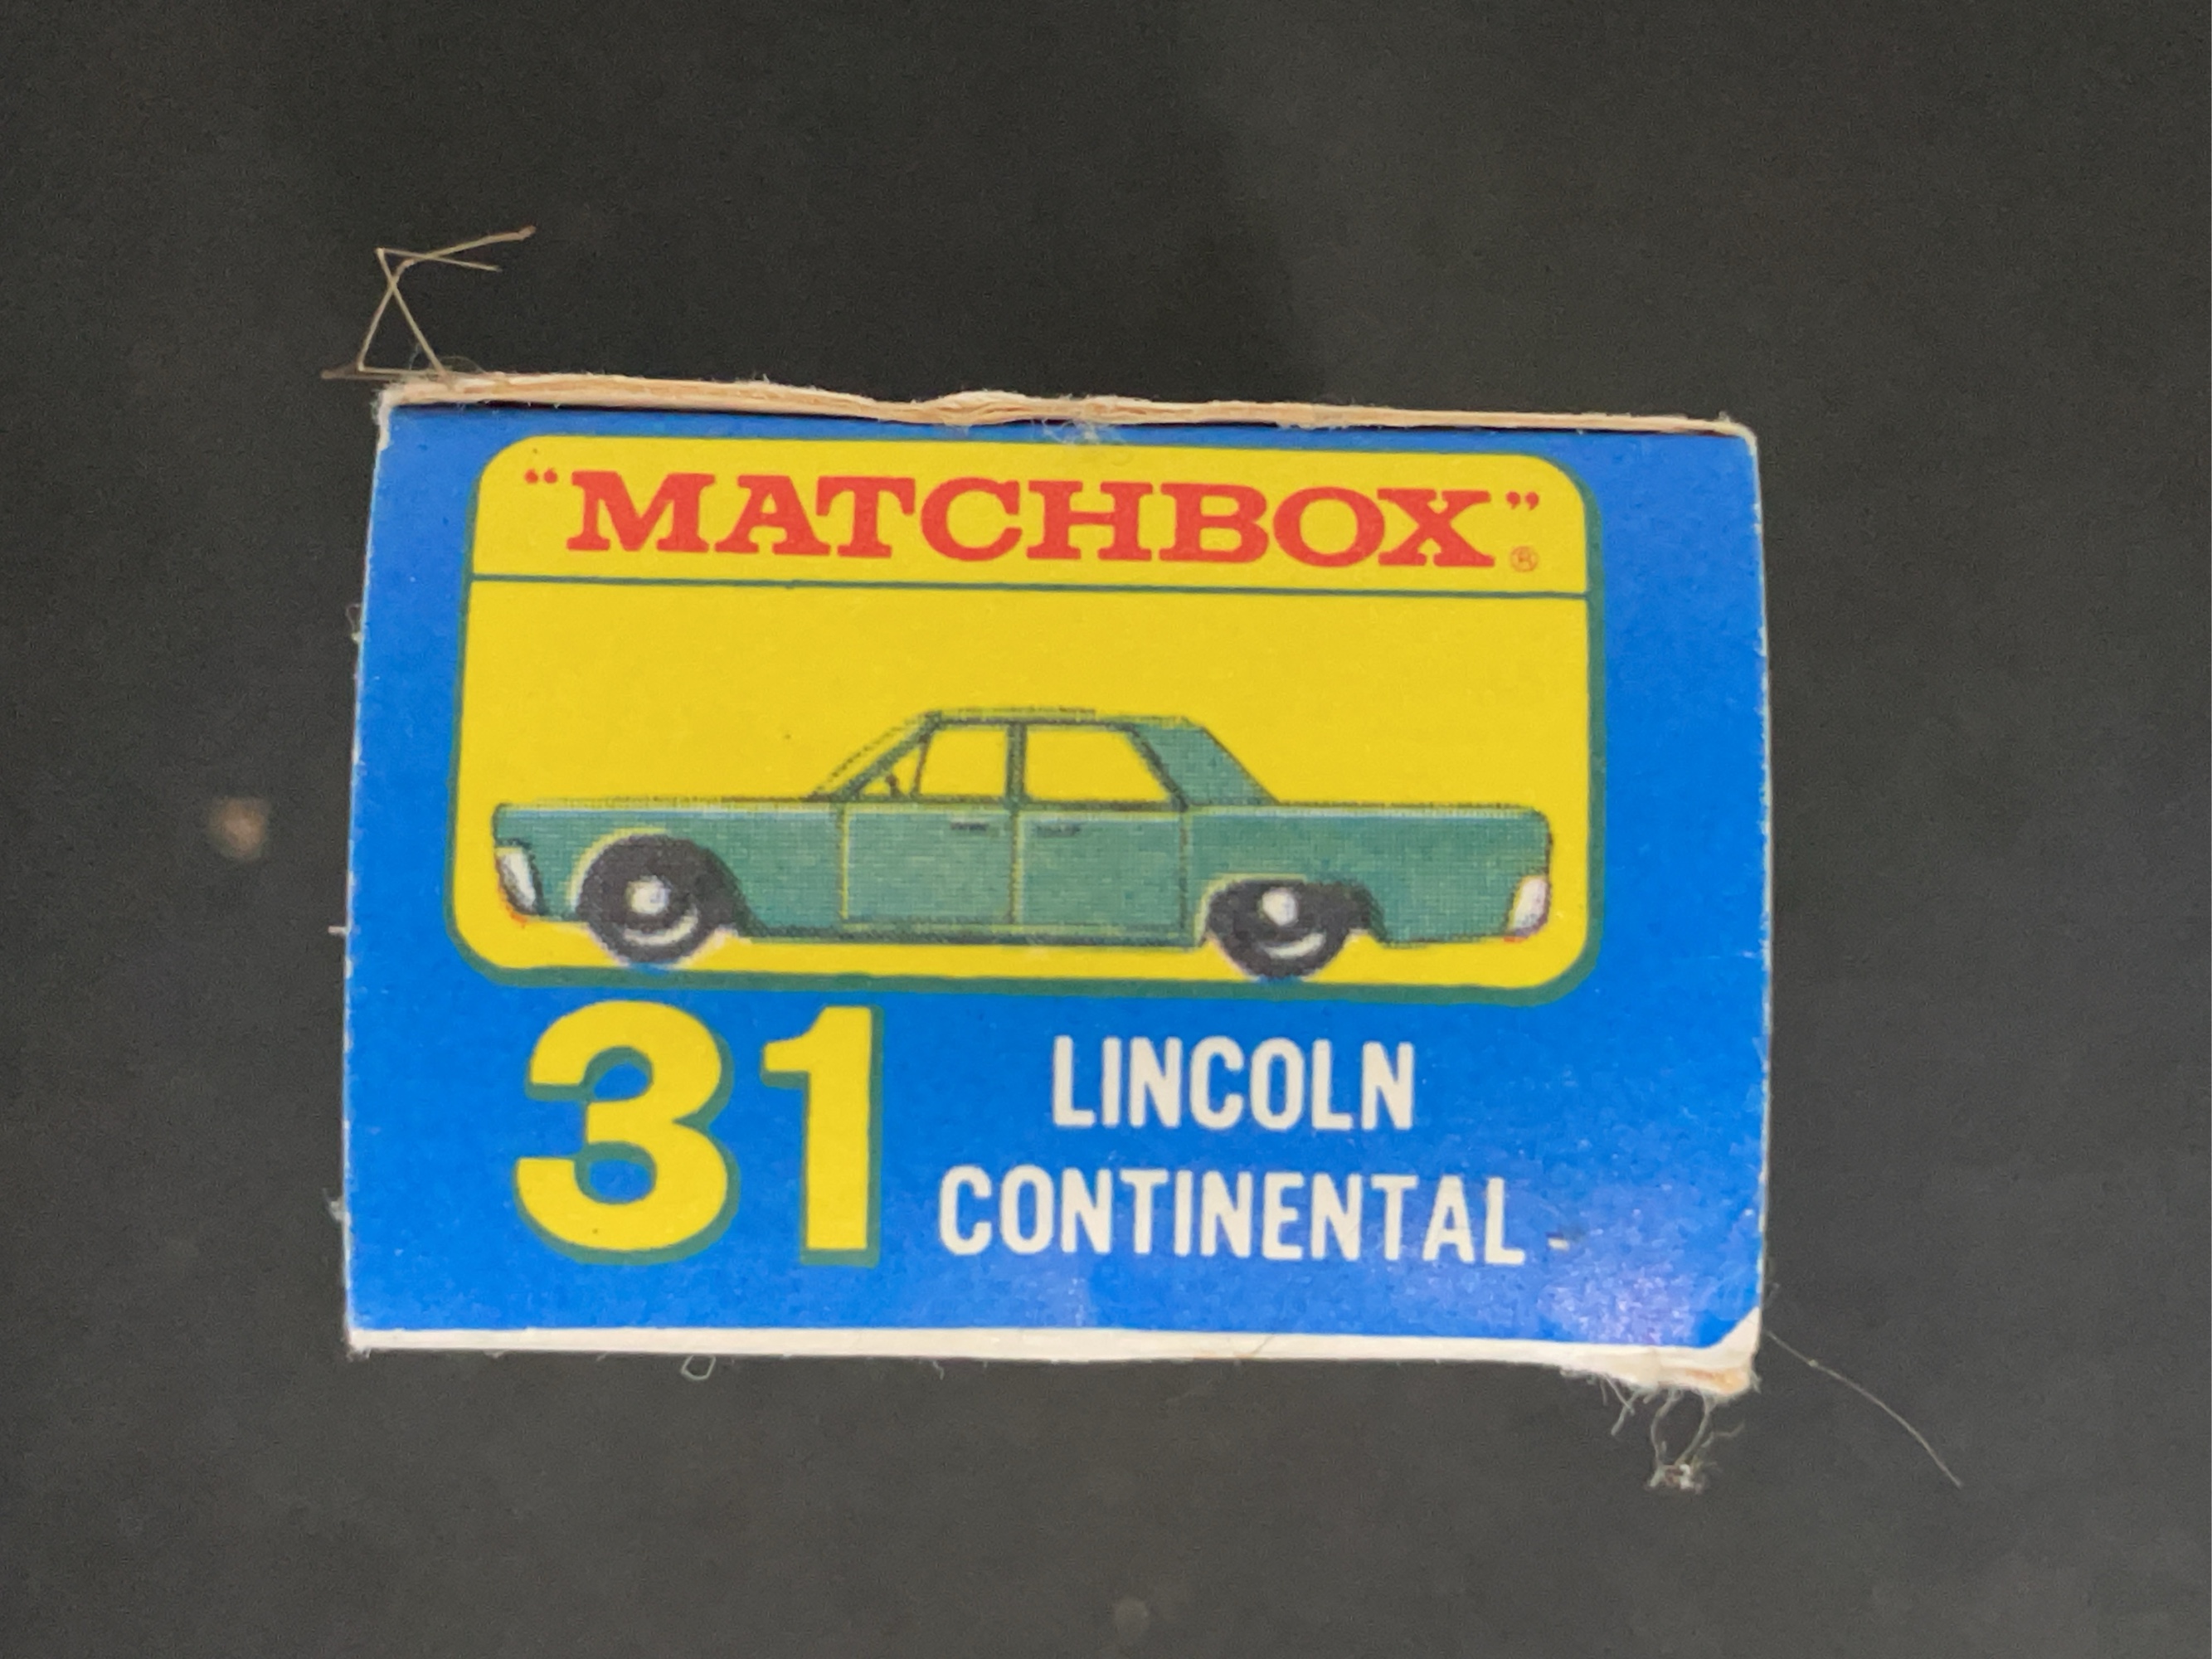 “MATCHBOX”®
31
LINCOLN
CONTINENTAL